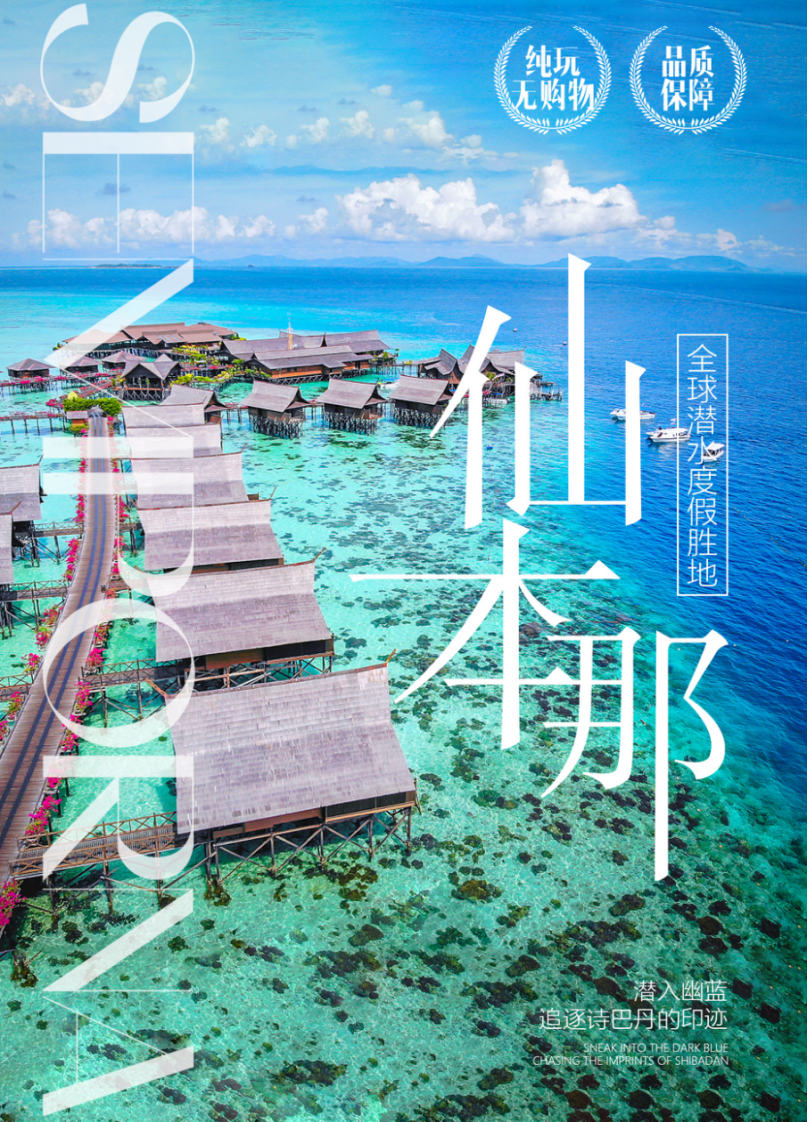 纯玩
无购物
品质
保障
SEMPORNA
仙本那
全球潜水度假胜地
潜入幽蓝
追逐诗巴丹的印迹
SNEAK INTO THE DARK BLUE
CHASING THE IMPRINTS OF SHIBADAN